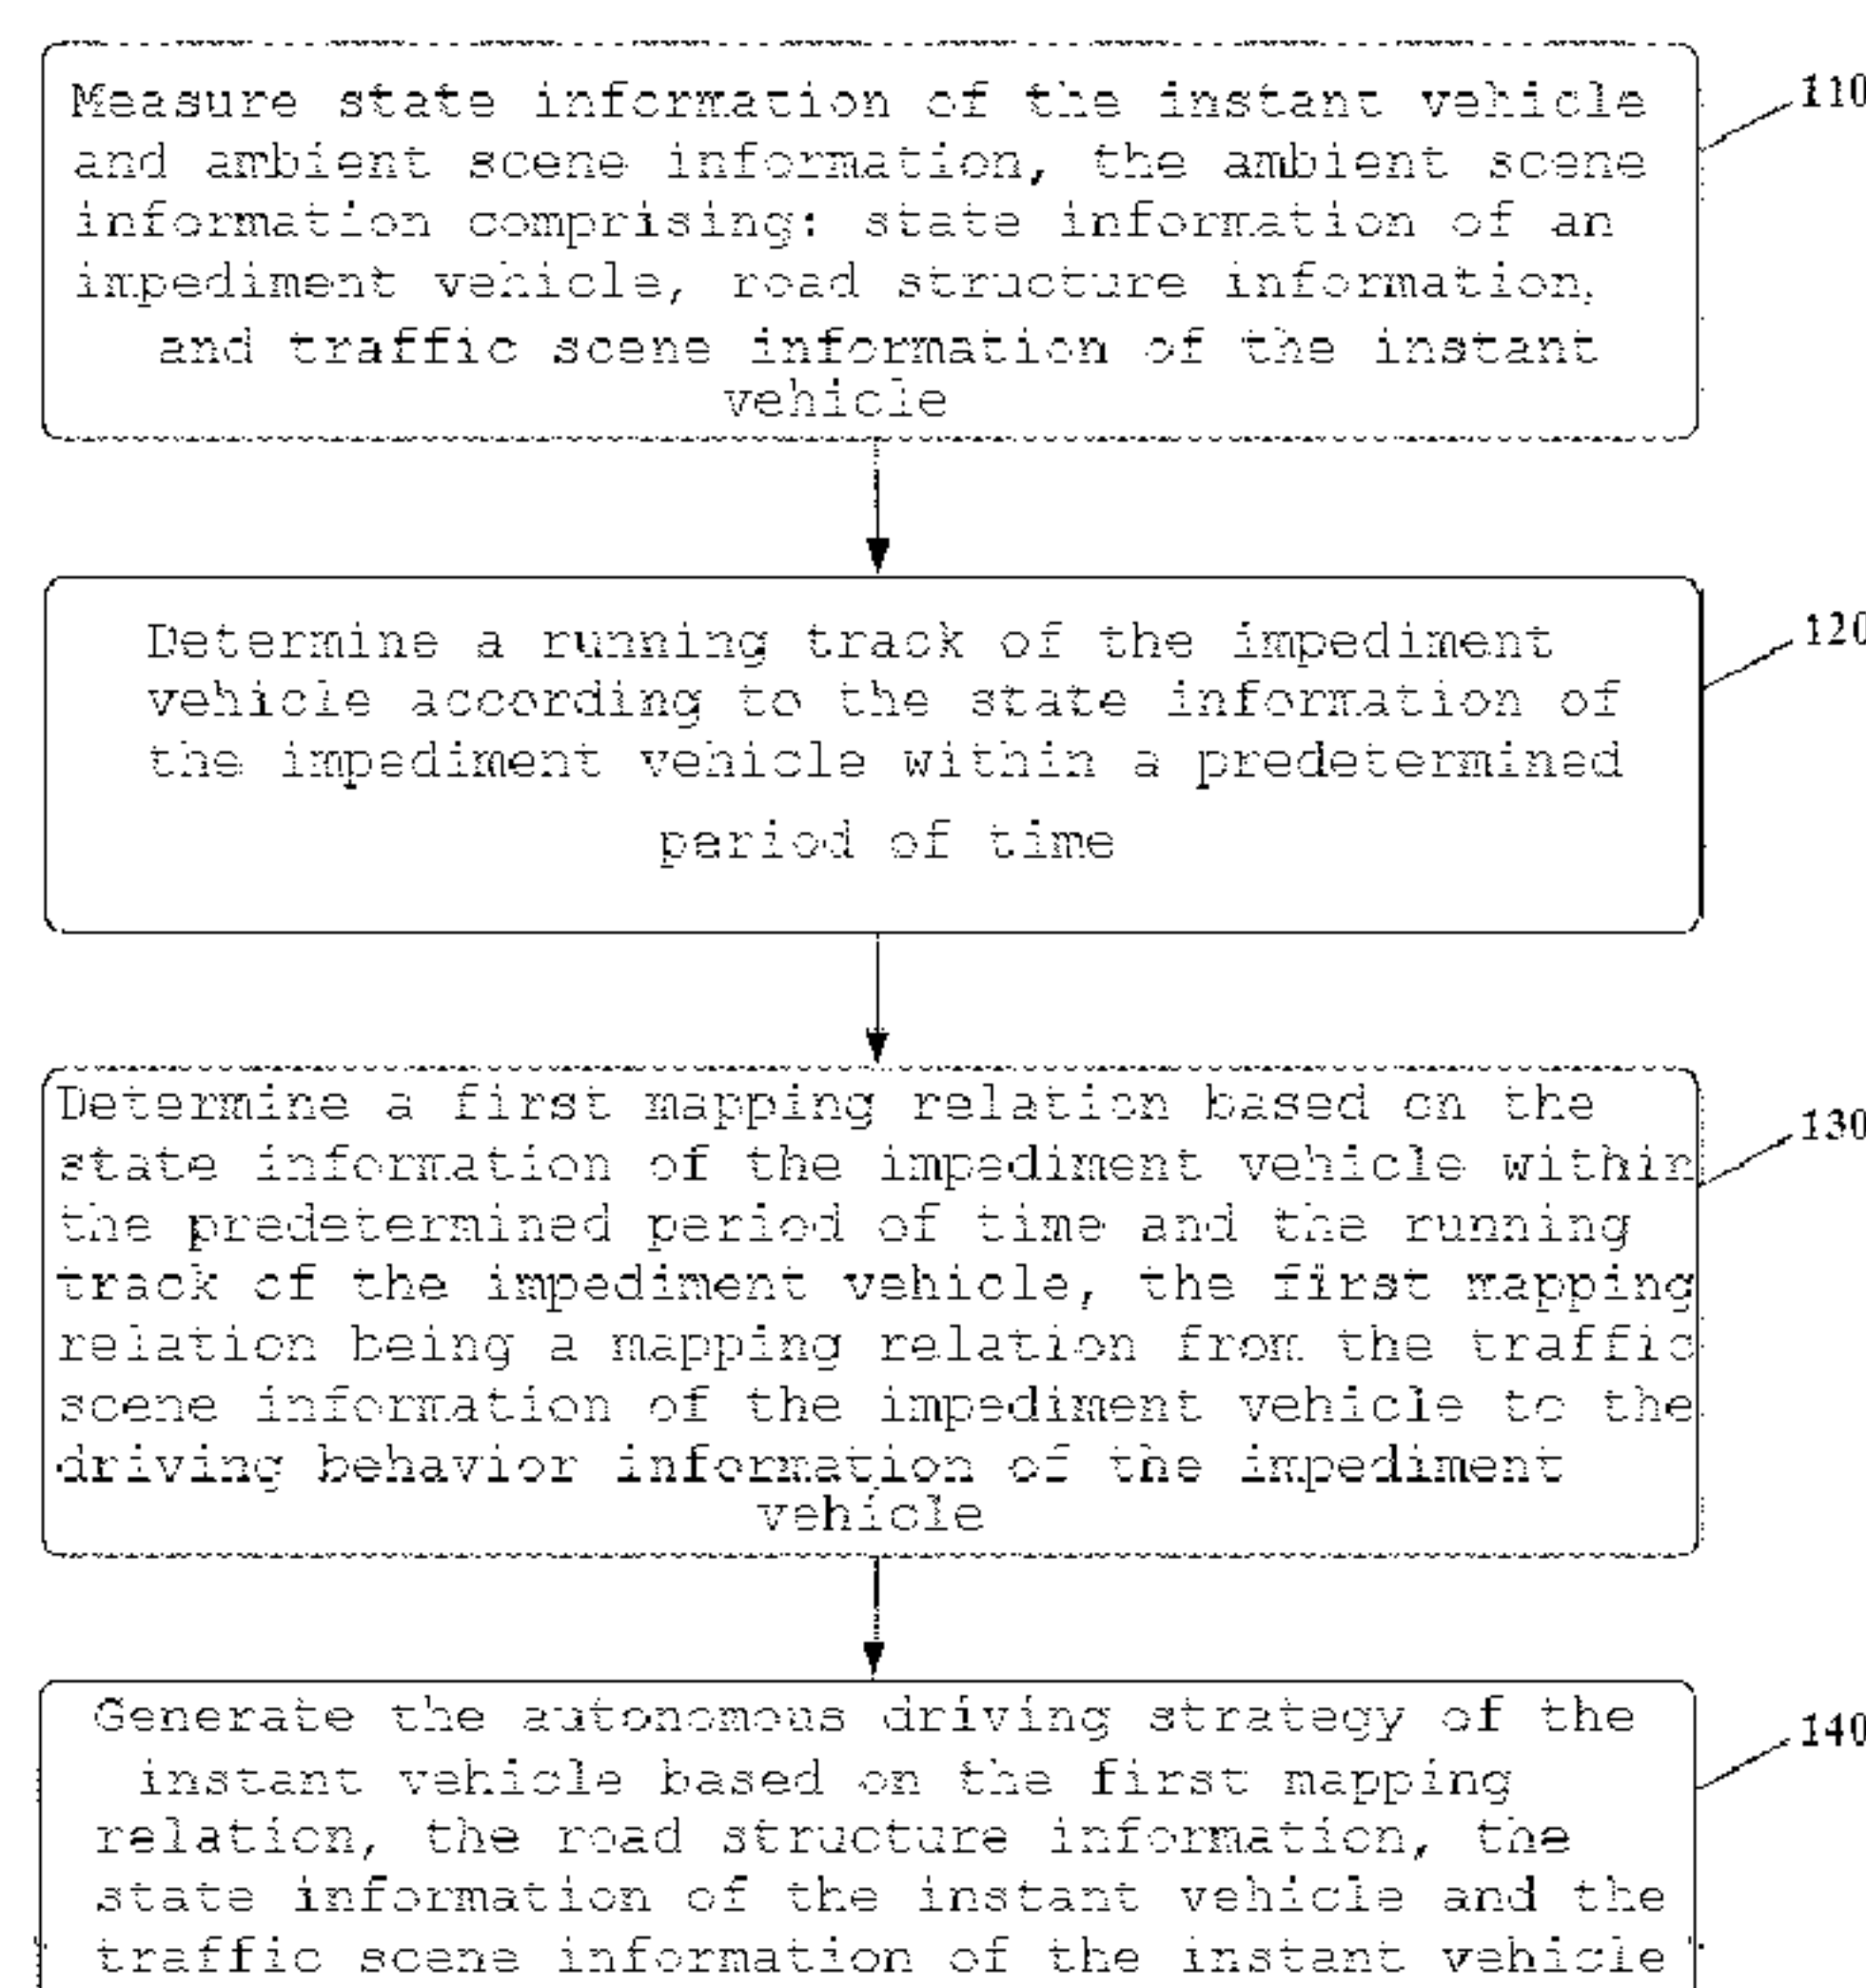 Measure state information of the instant vehicle
and ambient scene information, the ambient scene
information comprising: state information of an
impediment vehicle, road structure information,
and traffic scene information of the instant
vehicle
110
Determine a running track of the impediment
vehicle according to the state information of
the impediment vehicle within a predetermined
period of time
120
Determine a first mapping relation based on the
state information of the impediment vehicle within
the predetermined period of time and the running
track of the impediment vehicle, the first mapping
relation being a mapping relation from the traffic
scene information of the impediment vehicle to the
driving behavior information of the impediment
vehicle
130
Generate the autonomous driving strategy of the
instant vehicle based on the first mapping
relation, the road structure information, the
state information of the instant vehicle and the
traffic scene information of the instant vehicle
140